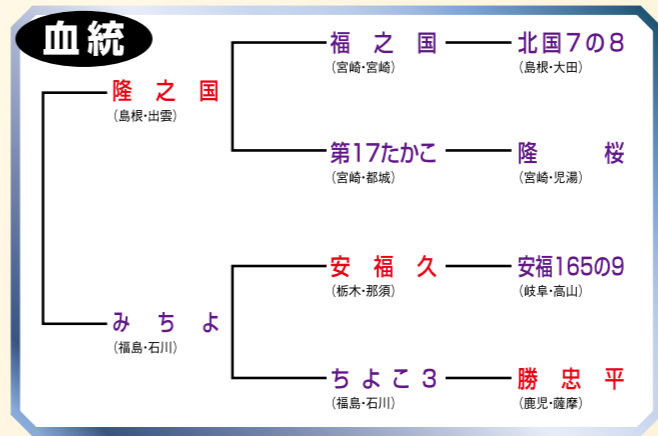 血統
隆之国
(島根・出雲)
福之国
(宮崎・宮崎)
北国7の8
(島根・大田)
第17たかこ
(宮崎・都城)
隆桜
(宮崎・児湯)
みちよ
(福島・石川)
安福久
(栃木・那須)
安福165の9
(岐阜・高山)
ちよこ3
(福島・石川)
勝忠平
(鹿児・薩摩)